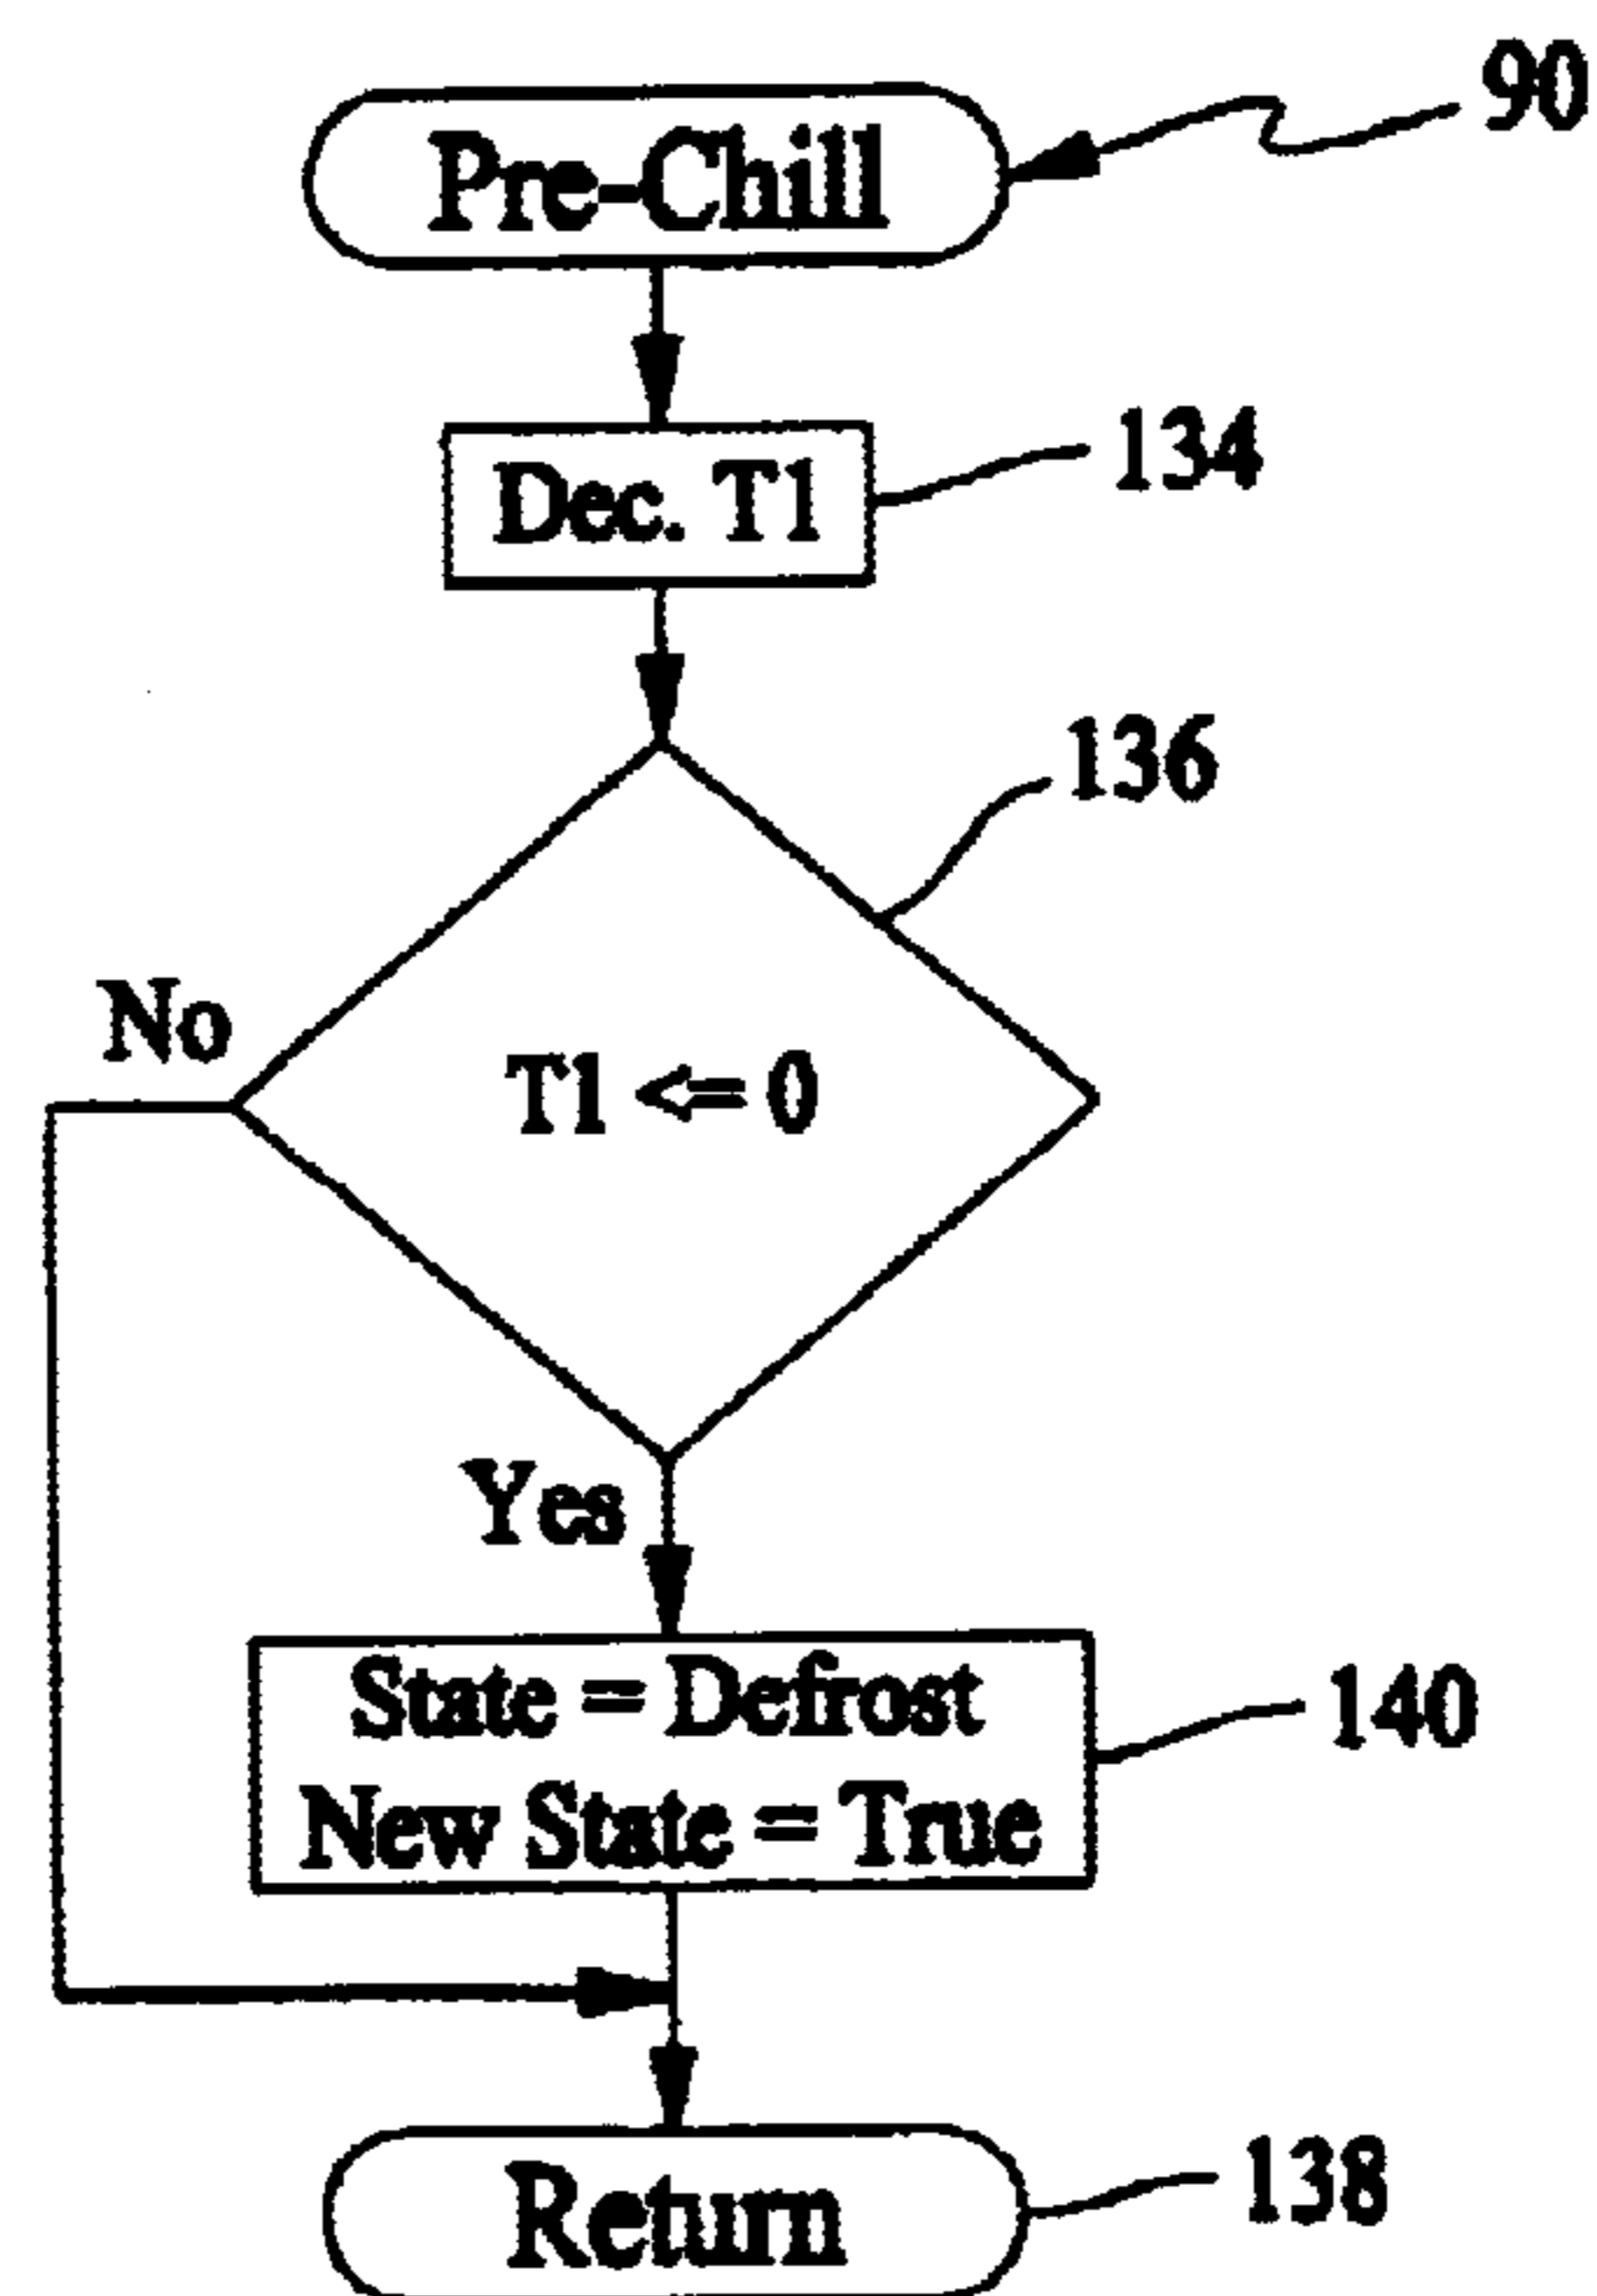 90
Pre-Chill
134
Dec. T1
136
No
T1 <= 0
Yes
State = Defrost
140
New State = True
138
Return